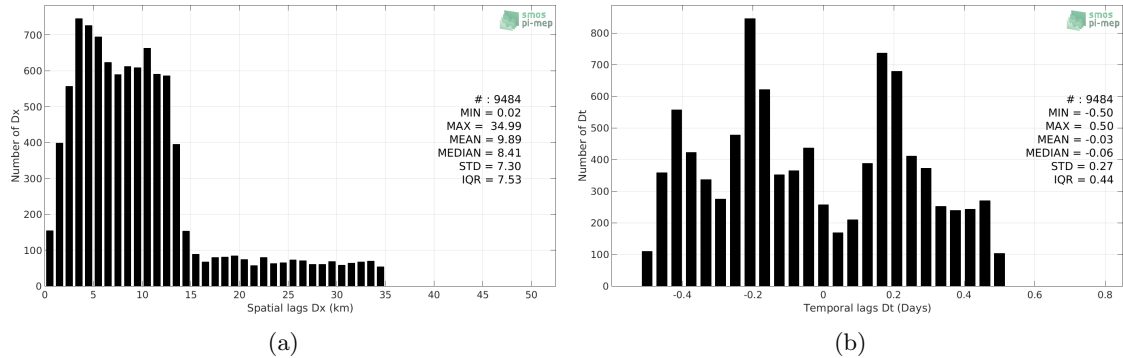 smos
pi-mep
700
600
500
400
300
200
100
0
Number of Dx
# : 9484
MIN = 0.02
MAX = 34.99
MEAN = 9.89
MEDIAN = 8.41
STD = 7.30
IQR = 7.53
0 5 10 15 20 25 30 35 40 45 50
Spatial lags Dx (km)
(a)
smos
pi-mep
800
700
600
500
400
300
200
100
0
Number of Dt
# : 9484
MIN = -0.50
MAX = 0.50
MEAN = -0.03
MEDIAN = -0.06
STD = 0.27
IQR = 0.44
-0.4 -0.2 0 0.2 0.4 0.6 0.8
Temporal lags Dt (Days)
(b)